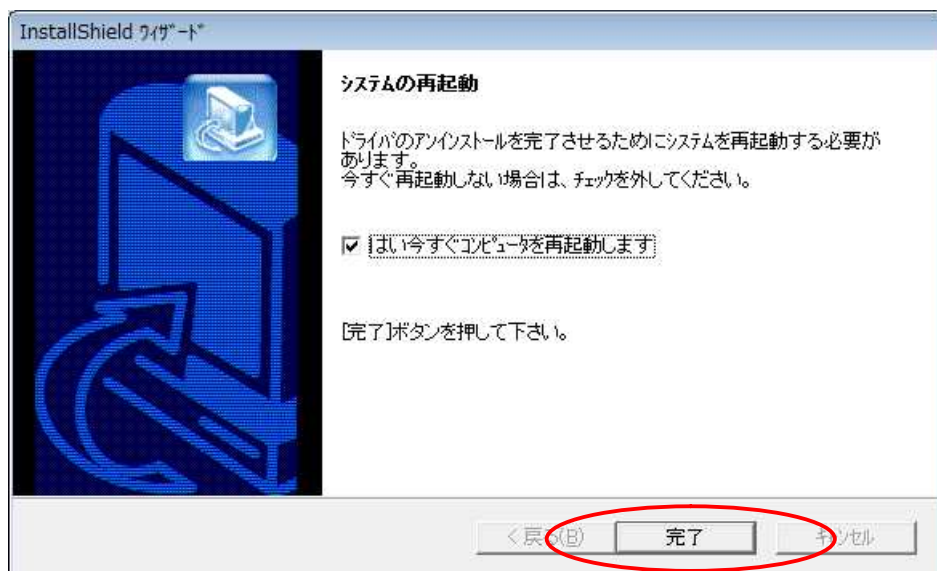 InstallShield ｳｨｻﾞｰﾄﾞ
システムの再起動
ドライバのアンインストールを完了させるためにシステムを再起動する必要が
あります。
今すぐ再起動しない場合は、チェックを外してください。
はい今すぐコンピュータを再起動します
[完了]ボタンを押して下さい。
< 戻る(B) 完了 キャンセル